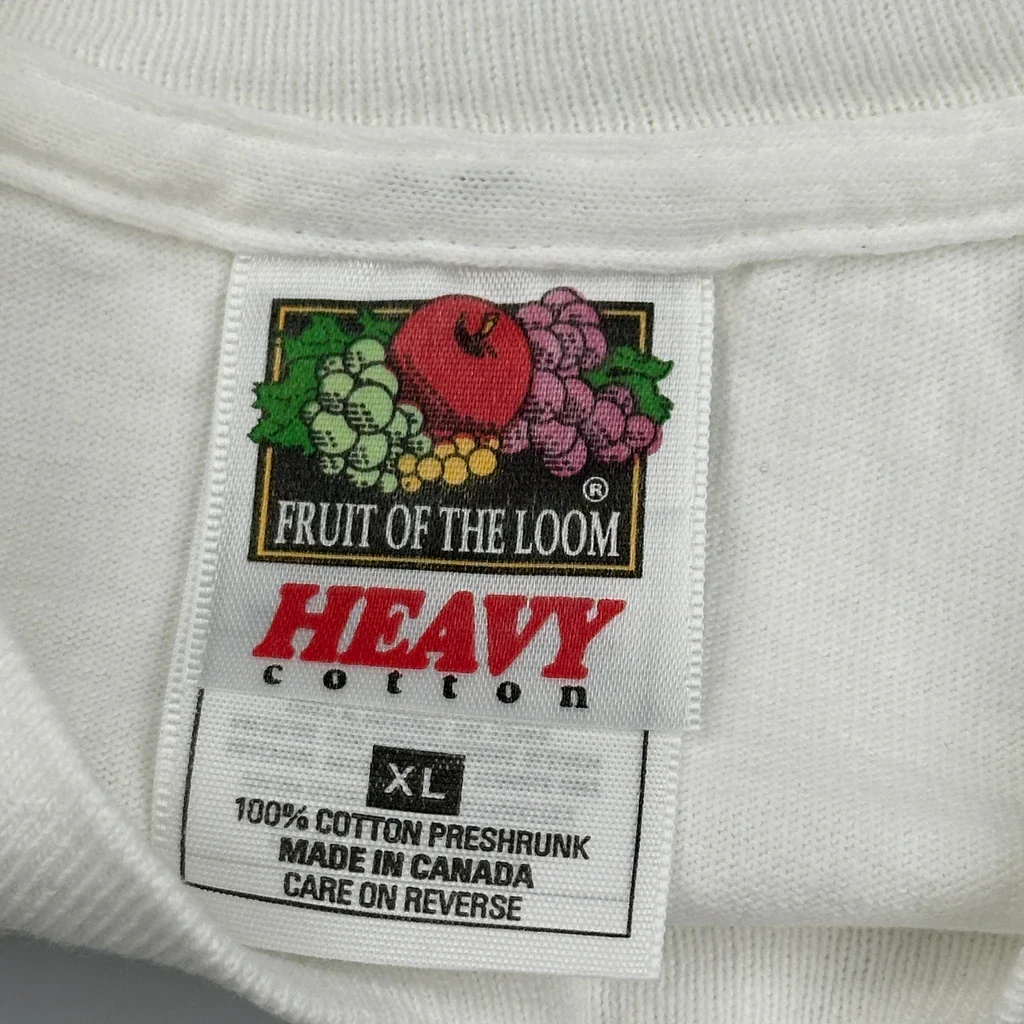 ®
FRUIT OF THE LOOM
HEAVY
cotton
XL
100% COTTON PRESHRUNK
MADE IN CANADA
CARE ON REVERSE